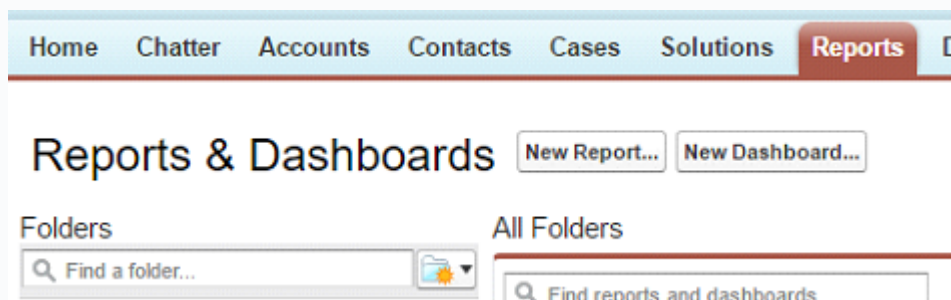 Home Chatter Accounts Contacts Cases Solutions Reports
Reports & Dashboards New Report... New Dashboard...
Folders All Folders
Find a folder...
Find reports and dashboards